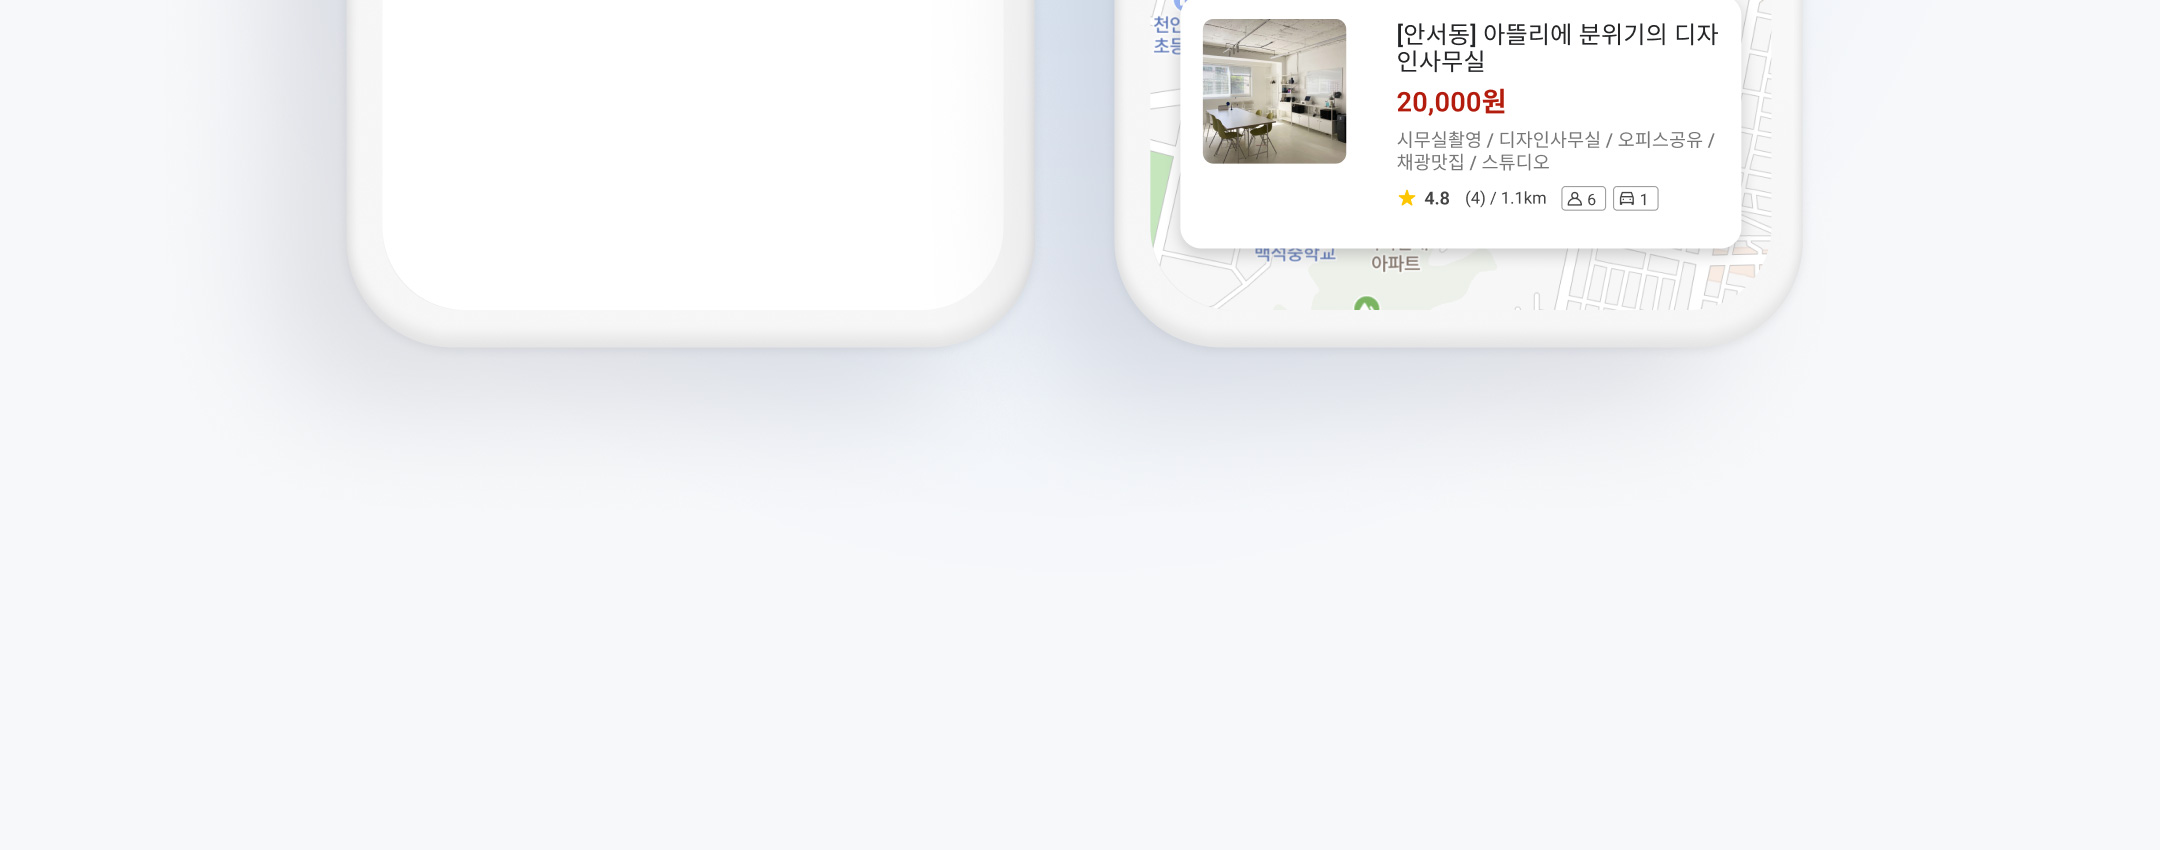 천안
초등
[안서동] 아뜰리에 분위기의 디자
인사무실
20,000원
시무실촬영 / 디자인사무실 / 오피스공유 /
채광맛집 / 스튜디오
4.8 (4) / 1.1km 6 1
백석중학교
아파트